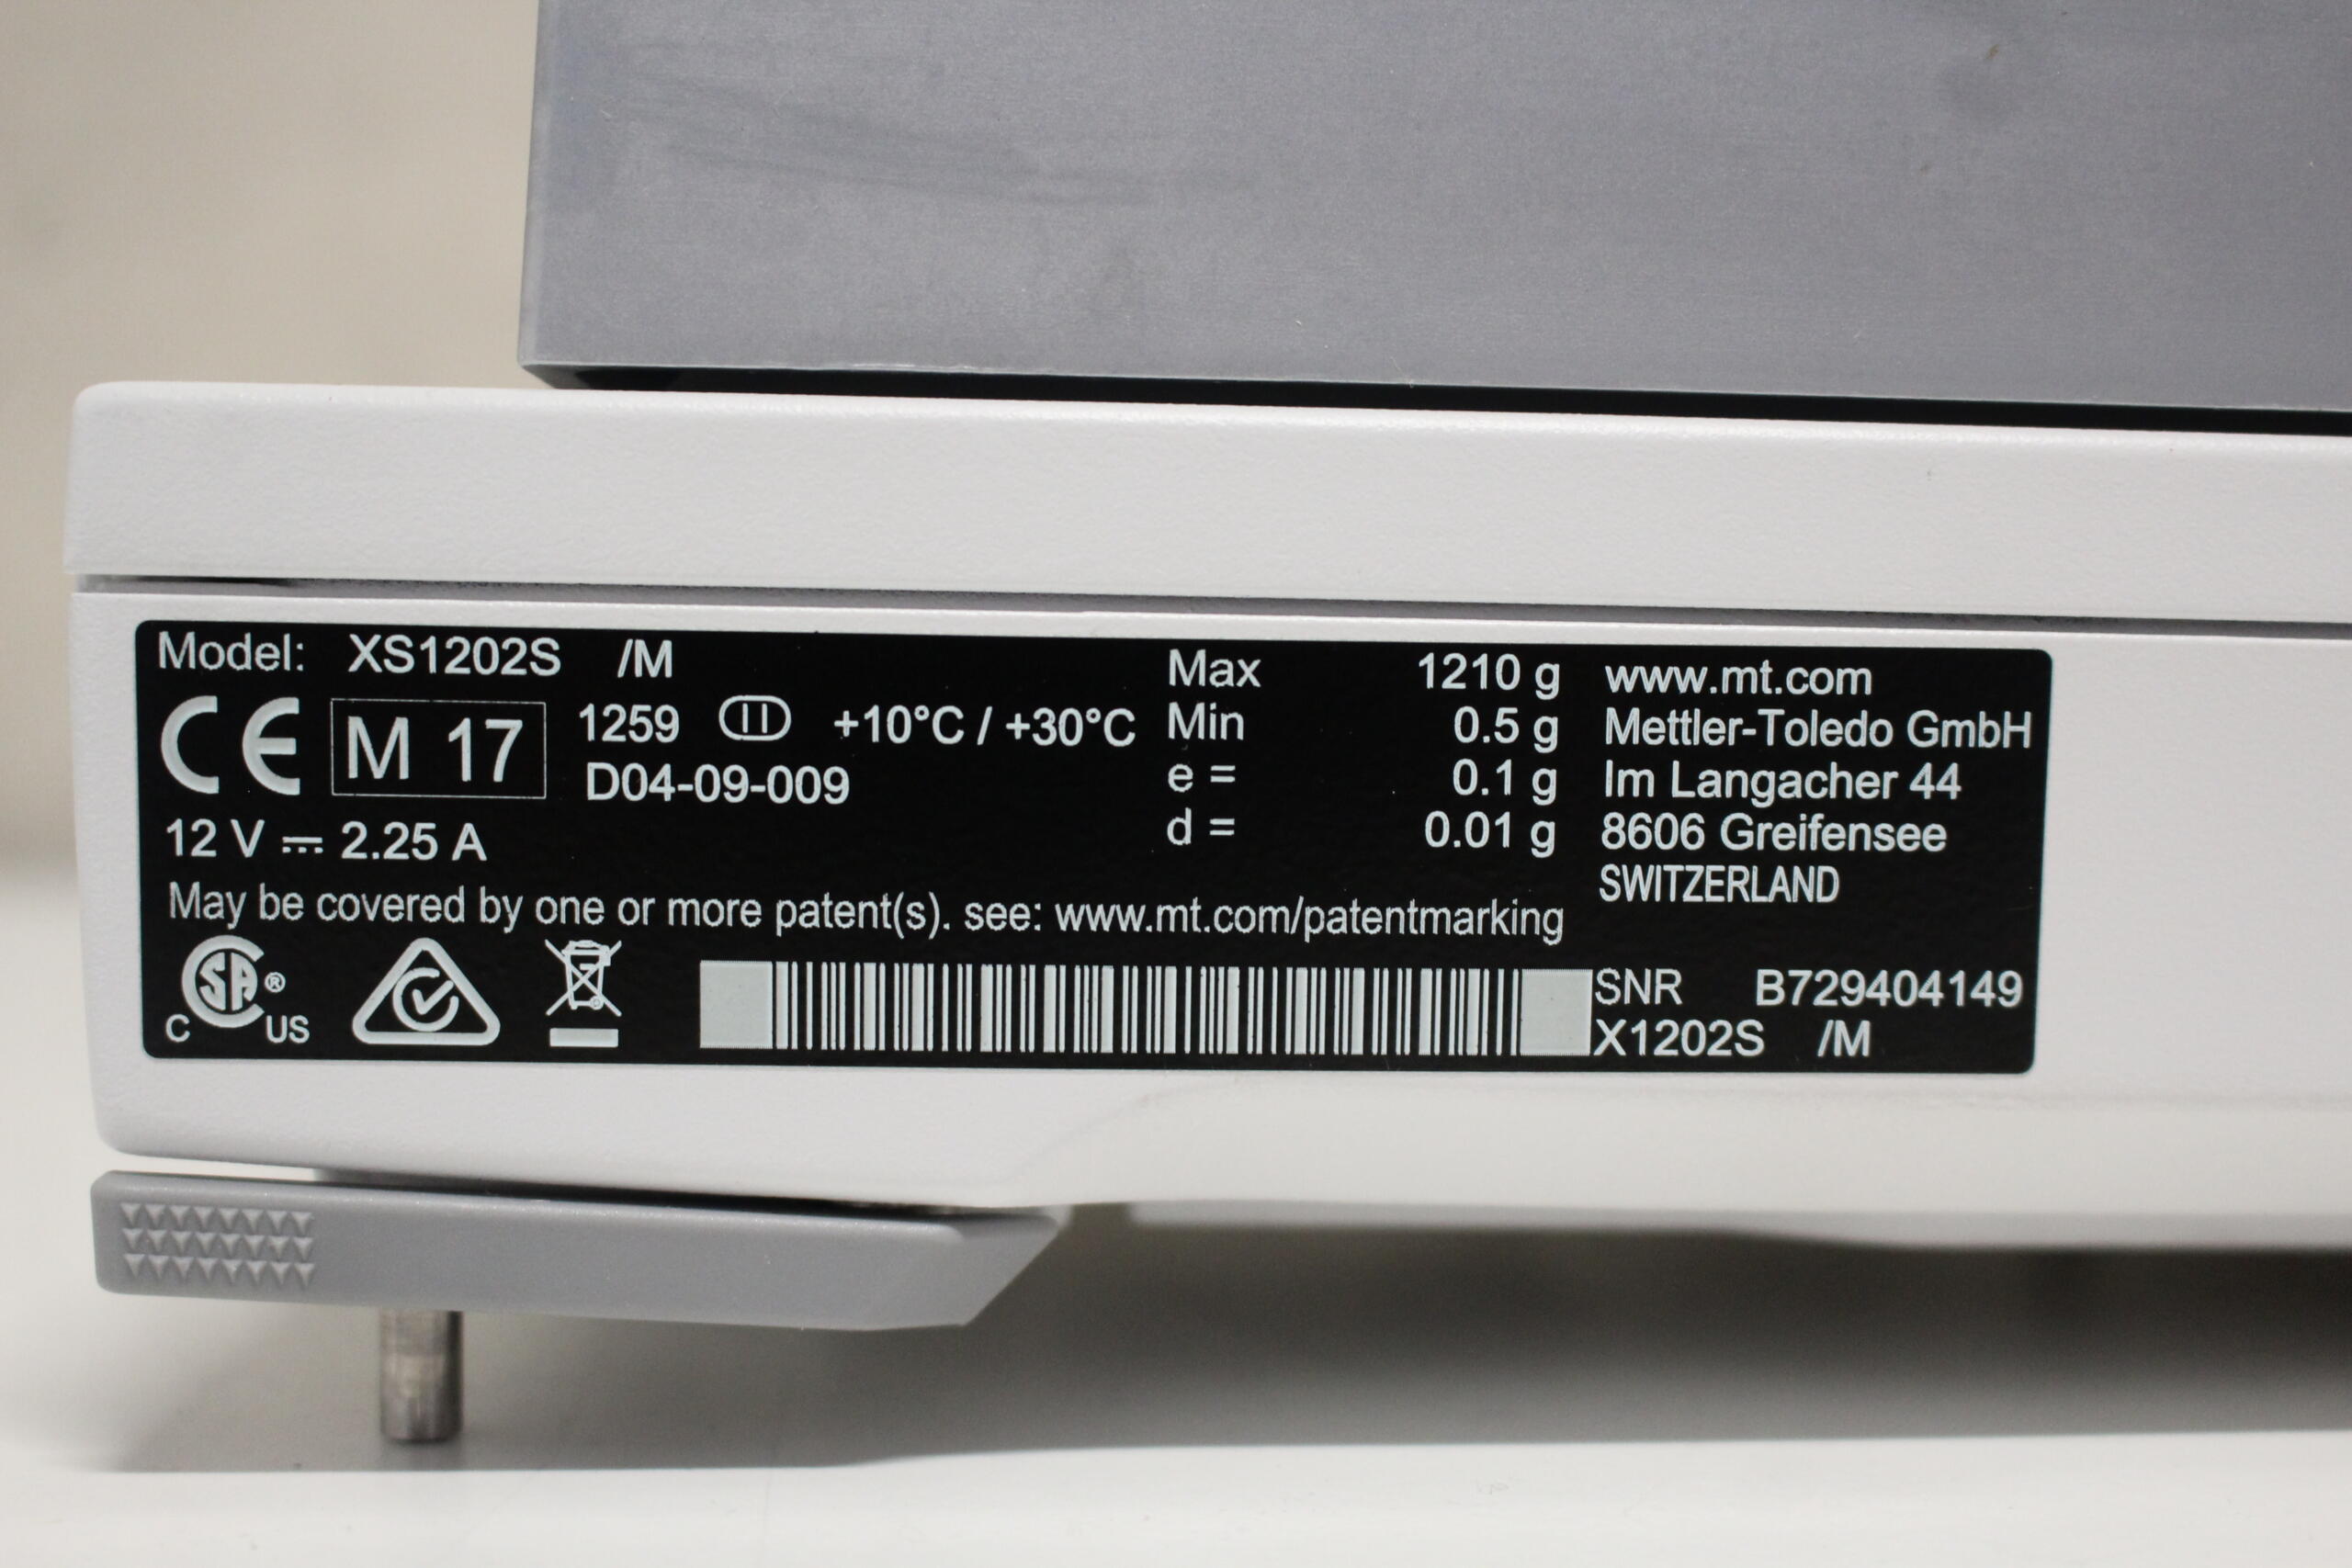 Model: XS1202S /M
CE M 17 1259 II +10°C / +30°C
D04-09-009
12 V 2.25 A
Max 1210 g
Min 0.5 g
e = 0.1 g
d = 0.01 g
www.mt.com
Mettler-Toledo GmbH
Im Langacher 44
8606 Greifensee
SWITZERLAND
May be covered by one or more patent(s). see: www.mt.com/patentmarking
C SA® US
SNR B729404149
X1202S /M